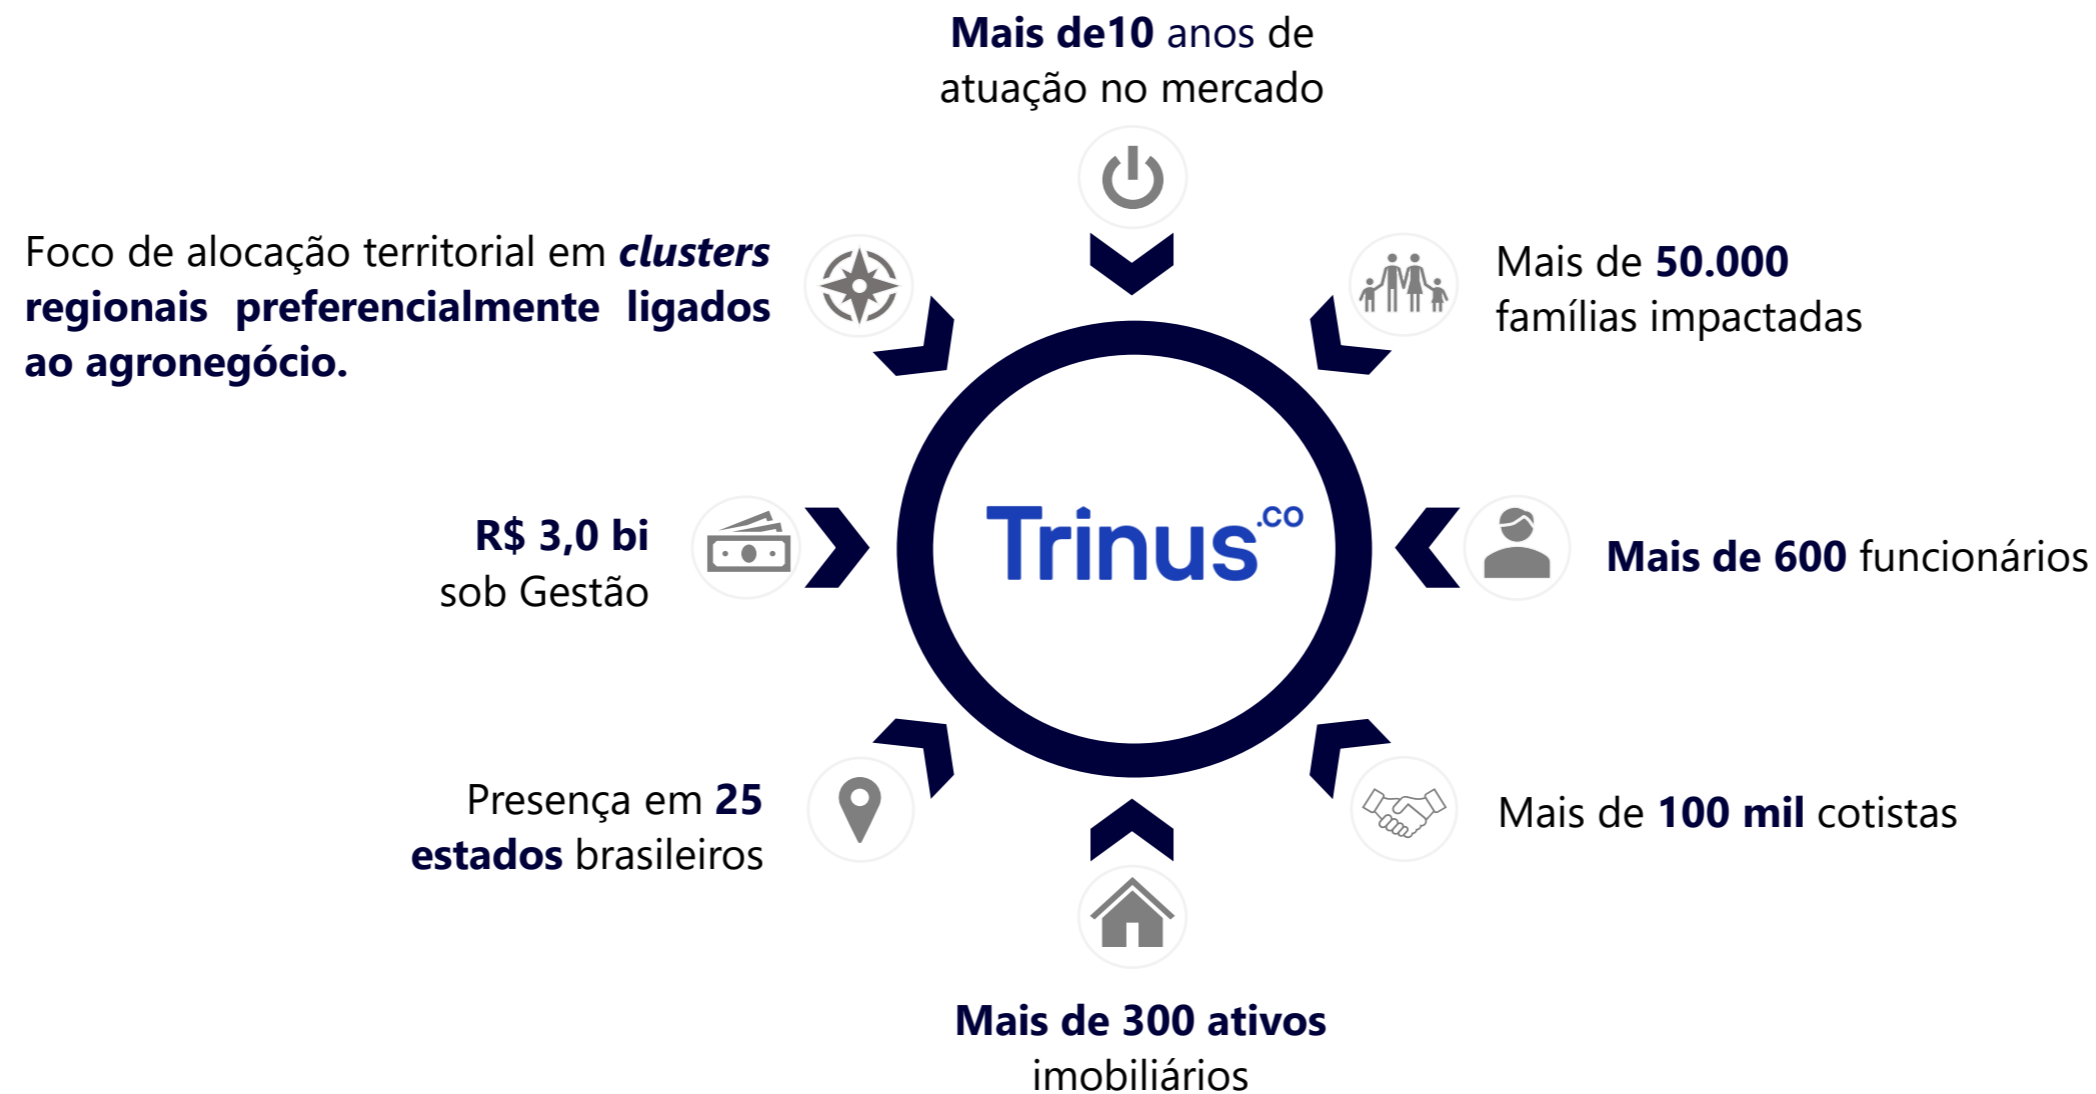 Mais de10 anos de
atuação no mercado
Foco de alocação territorial em clusters
regionais preferencialmente ligados
ao agronegócio.
Mais de 50.000
famílias impactadas
R$ 3,0 bi
sob Gestão
Trinus.co
Mais de 600 funcionários
Presença em 25
estados brasileiros
Mais de 100 mil cotistas
Mais de 300 ativos
imobiliários